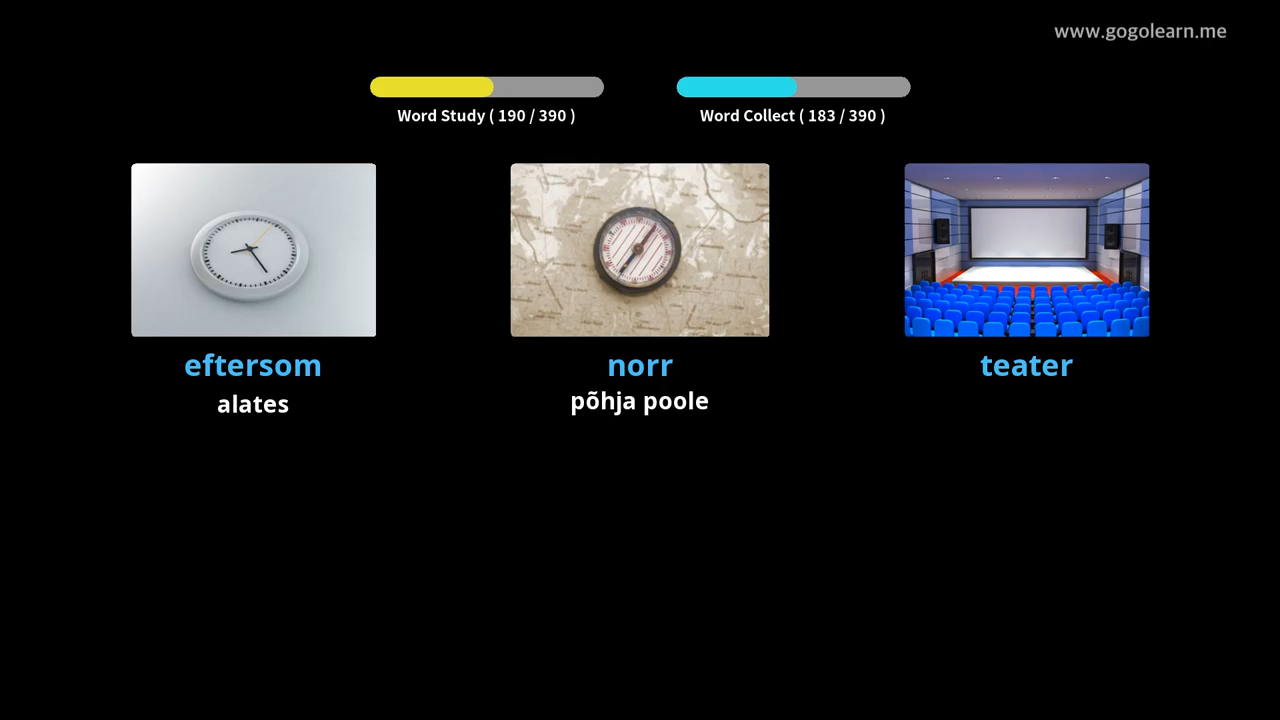 www.gogolearn.me
Word Study ( 190 / 390 )
Word Collect ( 183 / 390 )
eftersom
alates
norr
põhja poole
teater